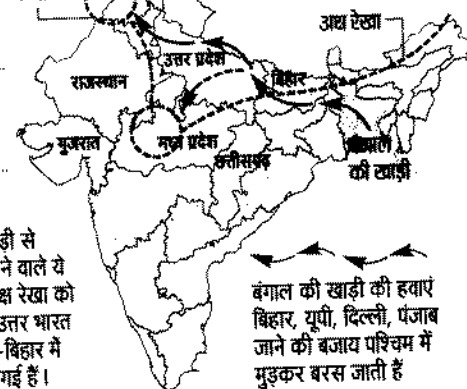 अक्ष रेखा
उत्तर प्रदेश
बिहार
राजस्थान
गुजरात
मध्य प्रदेश
छत्तीसगढ़
बंगाल
की खाड़ी
ड़ी से
ने वाले ये
क्ष रेखा को
उत्तर भारत
-बिहार में
गई हैं।
बंगाल की खाड़ी की हवाएं
बिहार, यूपी, दिल्ली, पंजाब
जाने की बजाय पश्चिम में
मुड़कर बरस जाती हैं